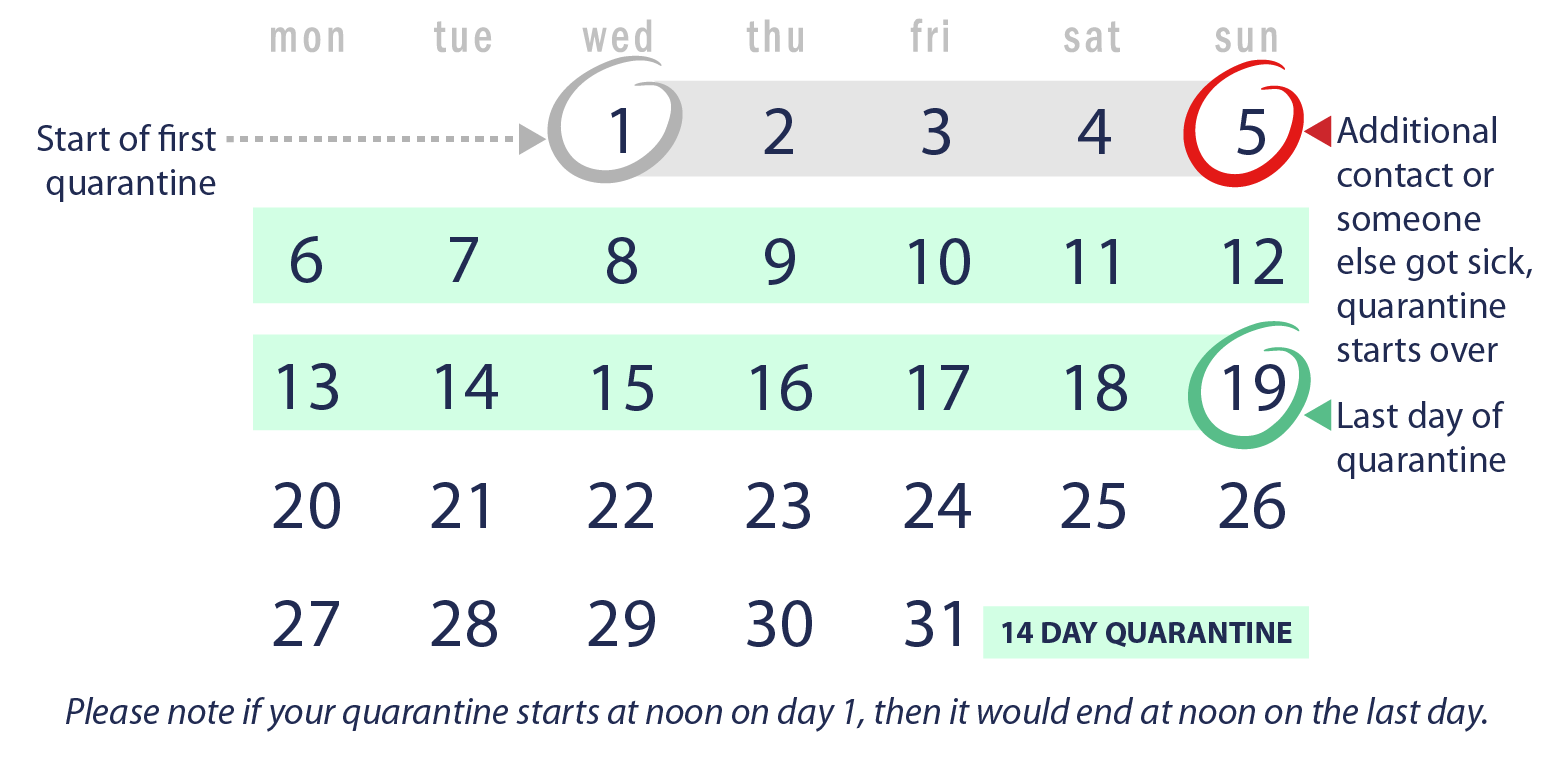 mon tue wed thu fri sat sun
Start of first
quarantine
1 2 3 4 5
Additional
contact or
someone
else got sick,
quarantine
starts over
6 7 8 9 10 11 12
13 14 15 16 17 18 19
Last day of
quarantine
20 21 22 23 24 25 26
27 28 29 30 31
14 DAY QUARANTINE
Please note if your quarantine starts at noon on day 1, then it would end at noon on the last day.